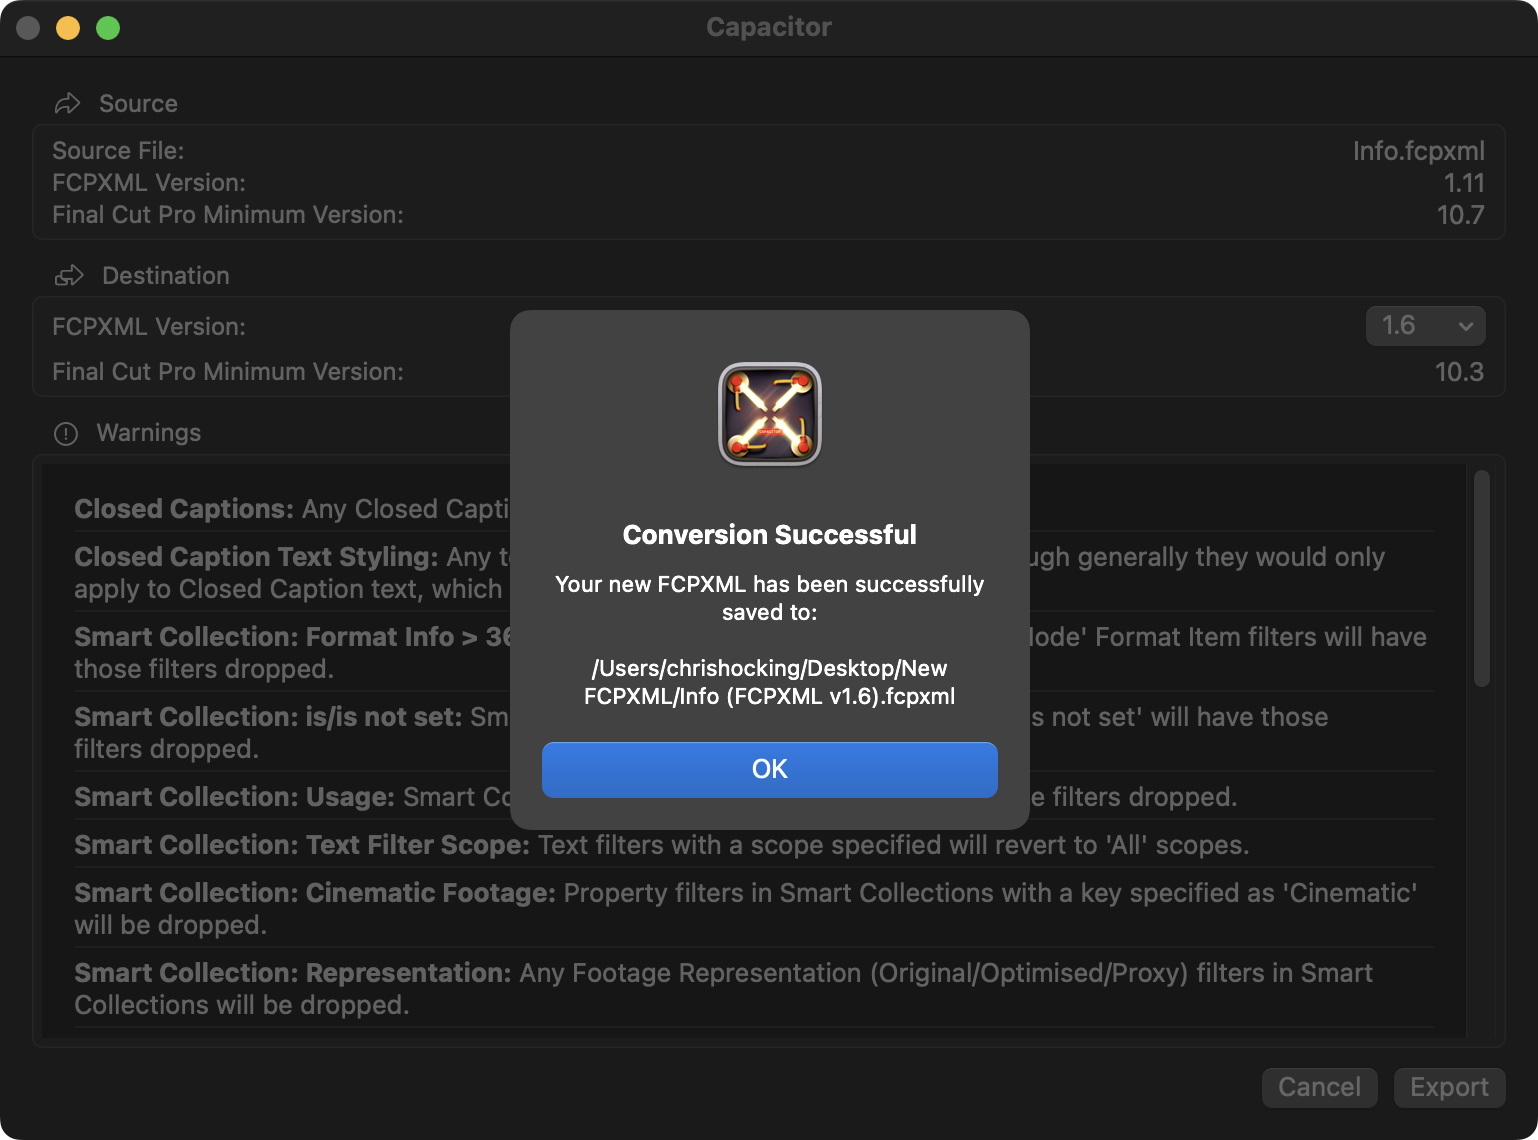 Capacitor
Source
Source File: Info.fcpxml
FCPXML Version: 1.11
Final Cut Pro Minimum Version: 10.7
Destination
FCPXML Version: 1.6
Final Cut Pro Minimum Version: 10.3
Warnings
Closed Captions: Any Closed Capti
Closed Caption Text Styling: Any t ugh generally they would only
apply to Closed Caption text, which
Smart Collection: Format Info > 36 Mode' Format Item filters will have
those filters dropped.
Smart Collection: is/is not set: Sm s not set' will have those
filters dropped.
Smart Collection: Usage: Smart Co e filters dropped.
Smart Collection: Text Filter Scope: Text filters with a scope specified will revert to 'All' scopes.
Smart Collection: Cinematic Footage: Property filters in Smart Collections with a key specified as 'Cinematic'
will be dropped.
Smart Collection: Representation: Any Footage Representation (Original/Optimised/Proxy) filters in Smart
Collections will be dropped.
Cancel Export
Conversion Successful
Your new FCPXML has been successfully
saved to:
/Users/chrishocking/Desktop/New
FCPXML/Info (FCPXML v1.6).fcpxml
OK